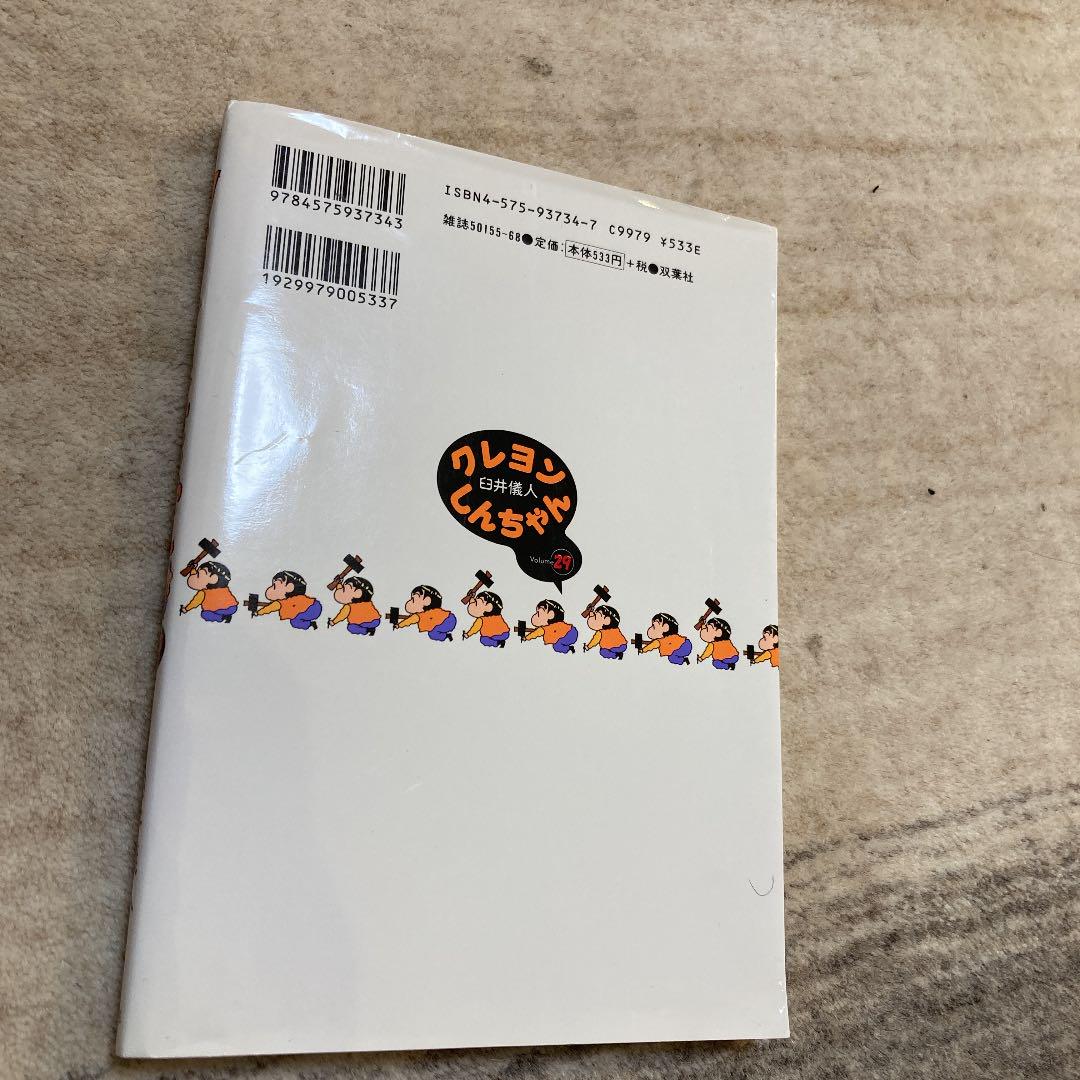 9784575937343
1929979005337
ISBN4-575-93734-7 C9979 ¥533E
雑誌50155-68●定価:本体533円+税●双葉社
クレヨン
臼井儀人
しんちゃん
Volume 29